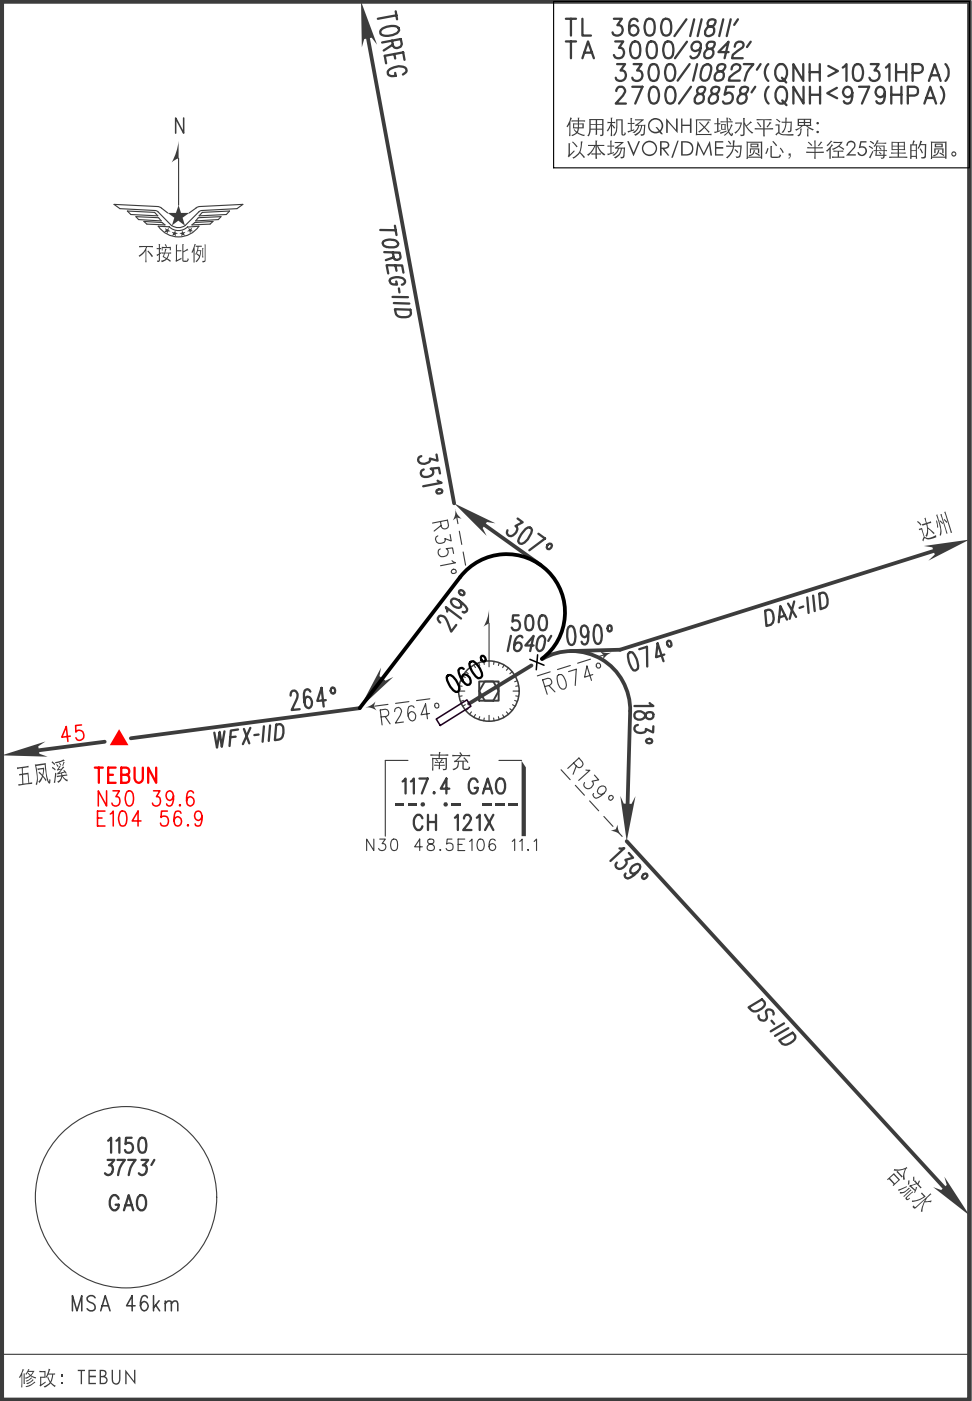 TOREG
TL 3600/11811′
TA 3000/9842′
3300/10827′(QNH>1031HPA)
2700/8858′(QNH<979HPA)
使用机场QNH区域水平边界:
以本场VOR/DME为圆心，半径25海里的圆。
N
不按比例
TOREG-11D
351°
R351°
307°
219°
达州
DAX-11D
500
1640′
090°
074°
R074°
060°
264°
R264°
WFX-11D
45
五凤溪
TEBUN
N30 39.6
E104 56.9
183°
R139°
139°
南充
117.4 GAO
CH 121X
N30 48.5E106 11.1
DS-11D
合流水
1150
3773′
GAO
MSA 46km
修改: TEBUN